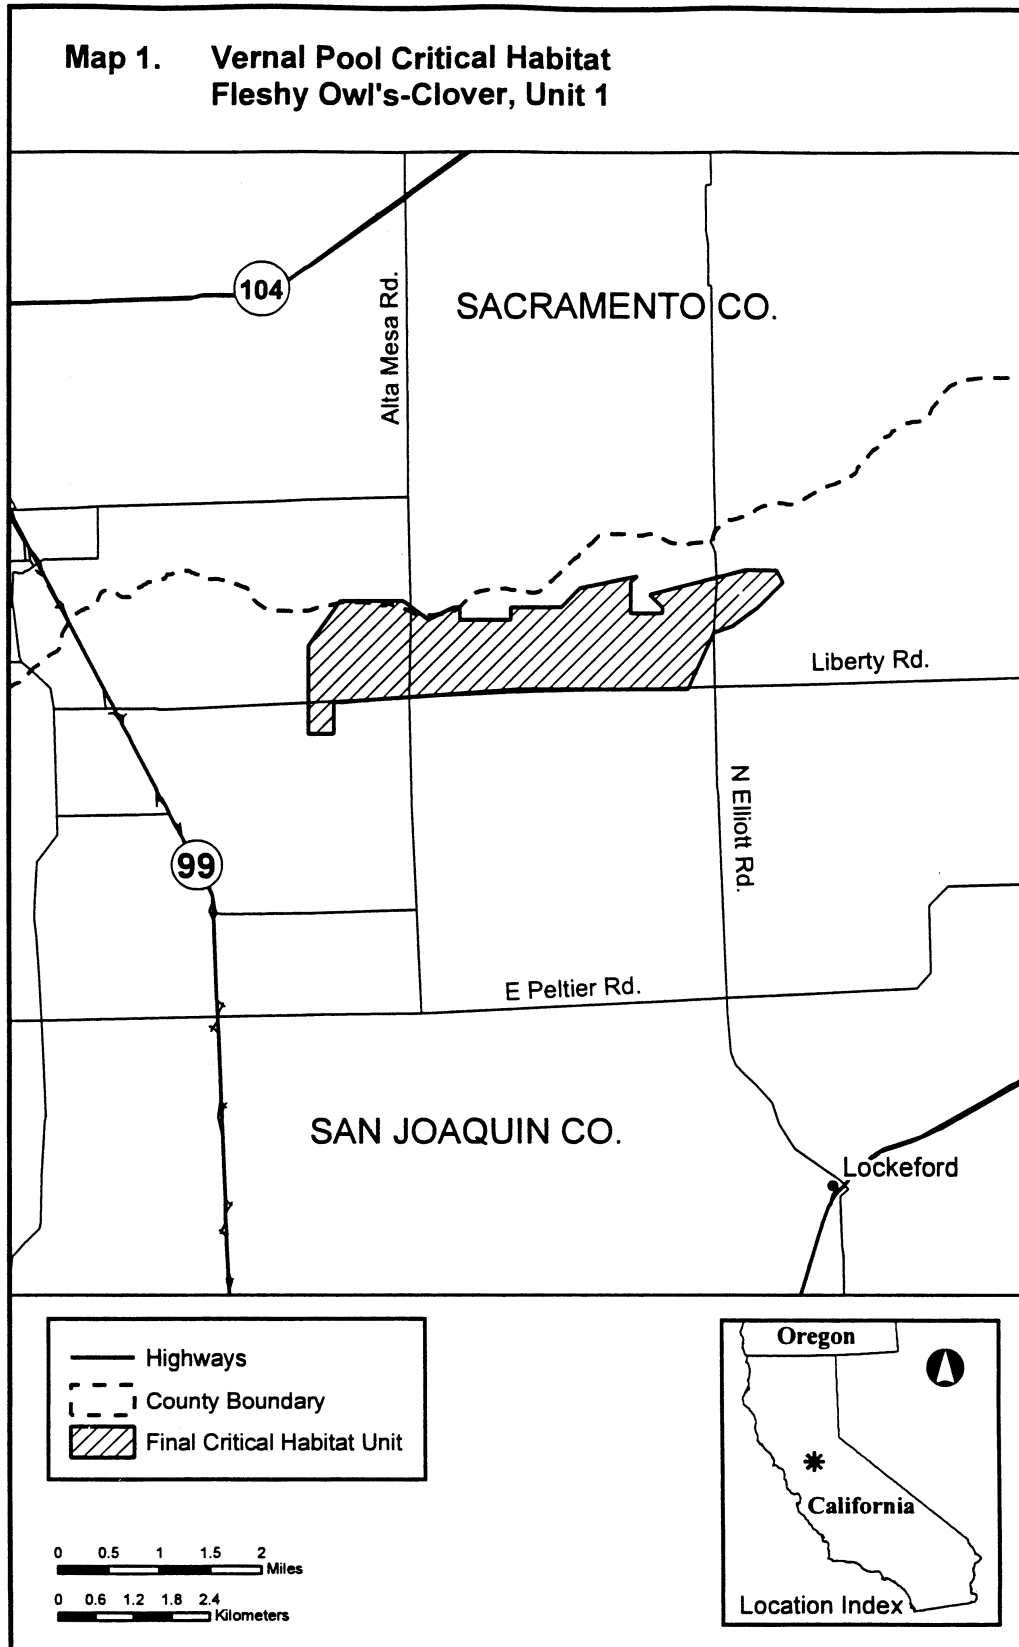 Map 1. Vernal Pool Critical Habitat
Fleshy Owl's-Clover, Unit 1
104
Alta Mesa Rd.
SACRAMENTO CO.
Liberty Rd.
N Elliott Rd.
99
E Peltier Rd.
SAN JOAQUIN CO.
Lockeford
Highways
County Boundary
Final Critical Habitat Unit
0 0.5 1 1.5 2
Miles
0 0.6 1.2 1.8 2.4
Kilometers
Oregon
California
Location Index